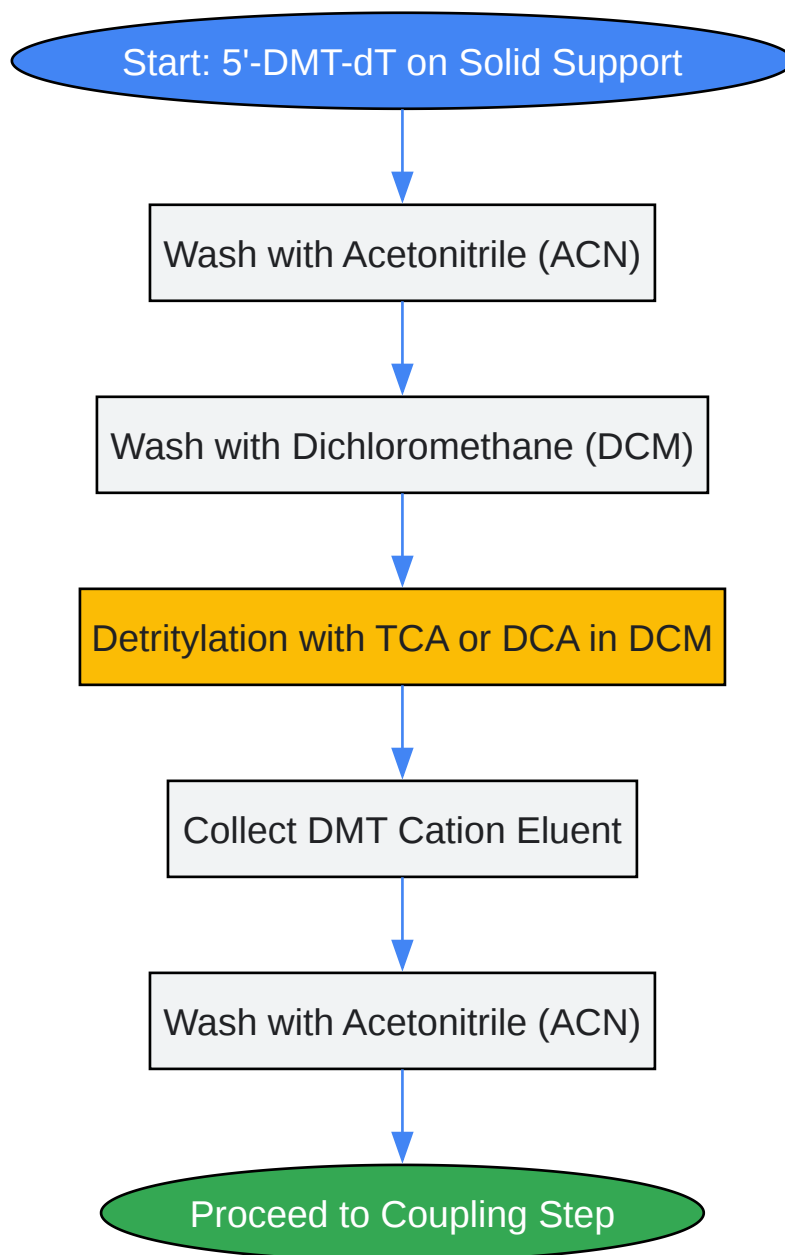 Start: 5'-DMT-dT on Solid Support
Wash with Acetonitrile (ACN)
Wash with Dichloromethane (DCM)
Detritylation with TCA or DCA in DCM
Collect DMT Cation Eluent
Wash with Acetonitrile (ACN)
Proceed to Coupling Step